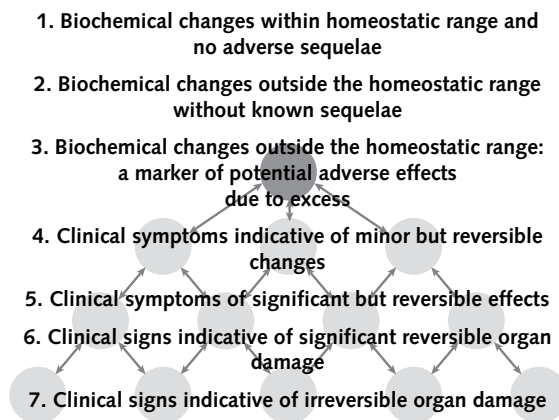 1. Biochemical changes within homeostatic range and
no adverse sequelae
2. Biochemical changes outside the homeostatic range
without known sequelae
3. Biochemical changes outside the homeostatic range:
a marker of potential adverse effects
due to excess
4. Clinical symptoms indicative of minor but reversible
changes
5. Clinical symptoms of significant but reversible effects
6. Clinical signs indicative of significant reversible organ
damage
7. Clinical signs indicative of irreversible organ damage